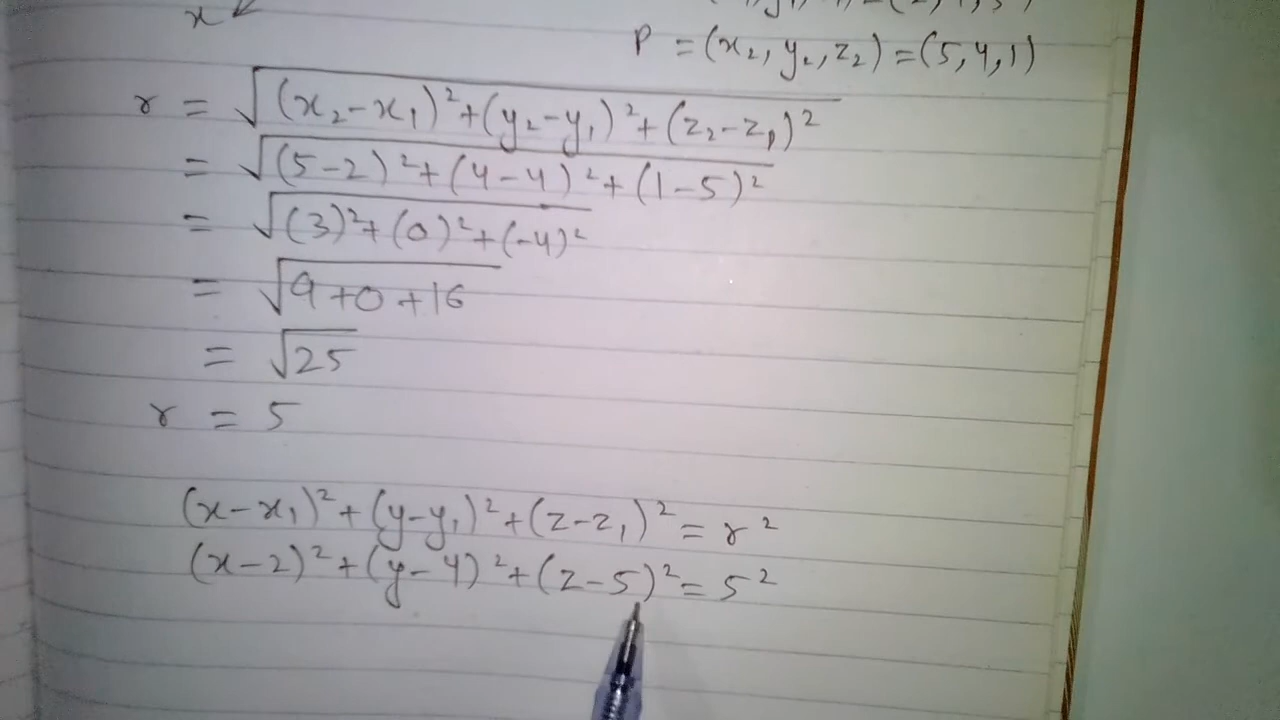 x
P = (x₂, y₂, z₂) = (5, 4, 1)
r = √(x₂-x₁)²+(y₂-y₁)²+(z₂-z₁)²
= √(5-2)²+(4-4)²+(1-5)²
= √(3)²+(0)²+(-4)²
= √9+0+16
= √25
r = 5
(x-x₁)²+(y-y₁)²+(z-z₁)² = r²
(x-2)²+(y-4)²+(z-5)² = 5²